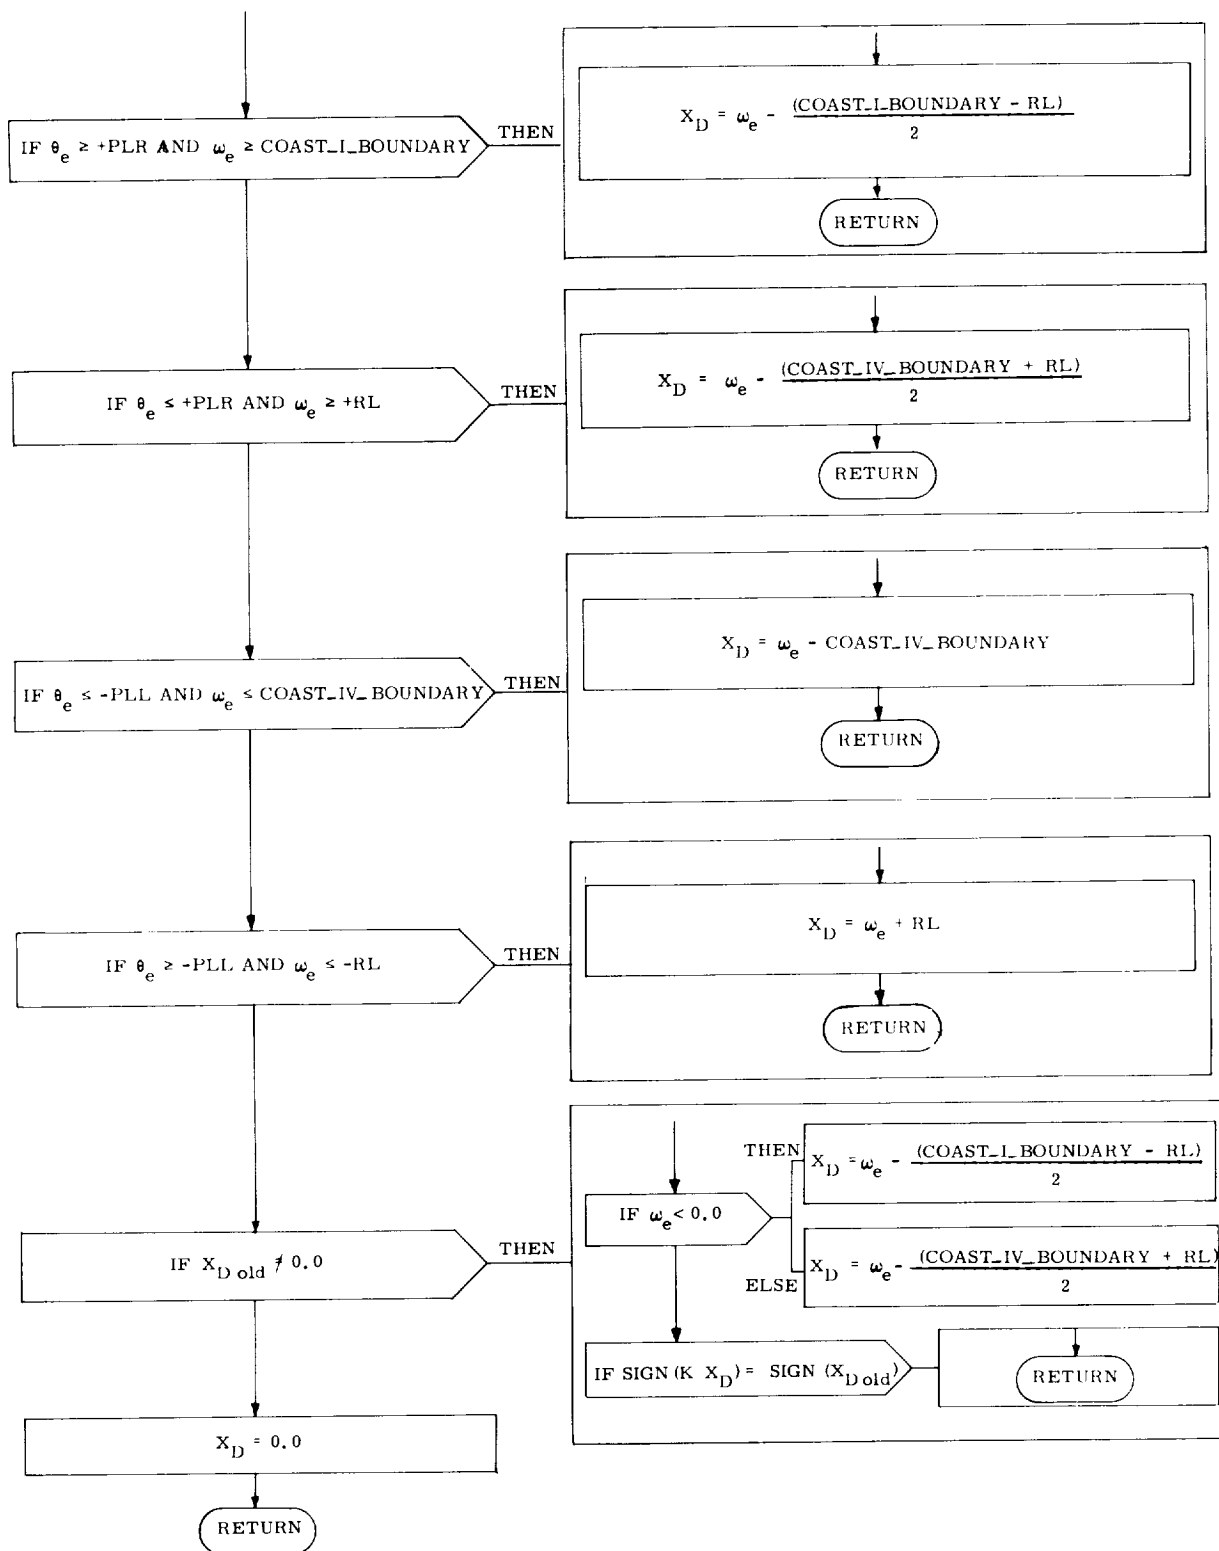 IF θe ≥ +PLR AND ωe ≥ COAST_I_BOUNDARY
THEN
XD = ωe - (COAST_I_BOUNDARY - RL)
2
RETURN
IF θe ≤ +PLR AND ωe ≥ +RL
THEN
XD = ωe - (COAST_IV_BOUNDARY + RL)
2
RETURN
IF θe ≤ -PLL AND ωe ≤ COAST_IV_BOUNDARY
THEN
XD = ωe - COAST_IV_BOUNDARY
RETURN
IF θe ≥ -PLL AND ωe ≤ -RL
THEN
XD = ωe + RL
RETURN
IF XD old ≠ 0.0
THEN
IF ωe < 0.0
THEN
XD = ωe - (COAST_I_BOUNDARY - RL)
2
ELSE
XD = ωe - (COAST_IV_BOUNDARY + RL)
2
IF SIGN (K XD) = SIGN (XD old)
RETURN
XD = 0.0
RETURN